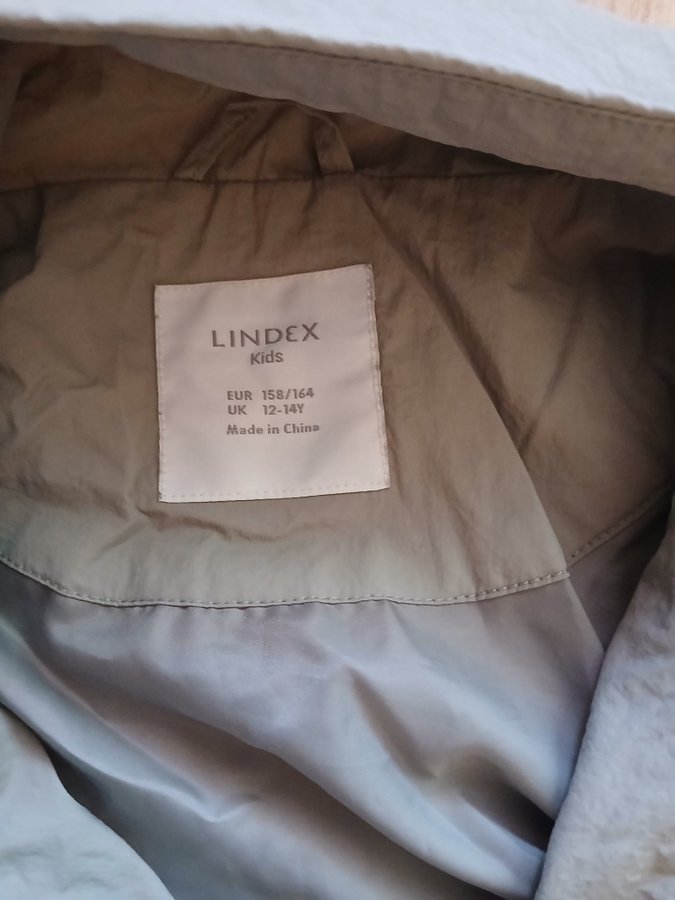 LINDEX
Kids
EUR 158/164
UK 12-14Y
Made in China